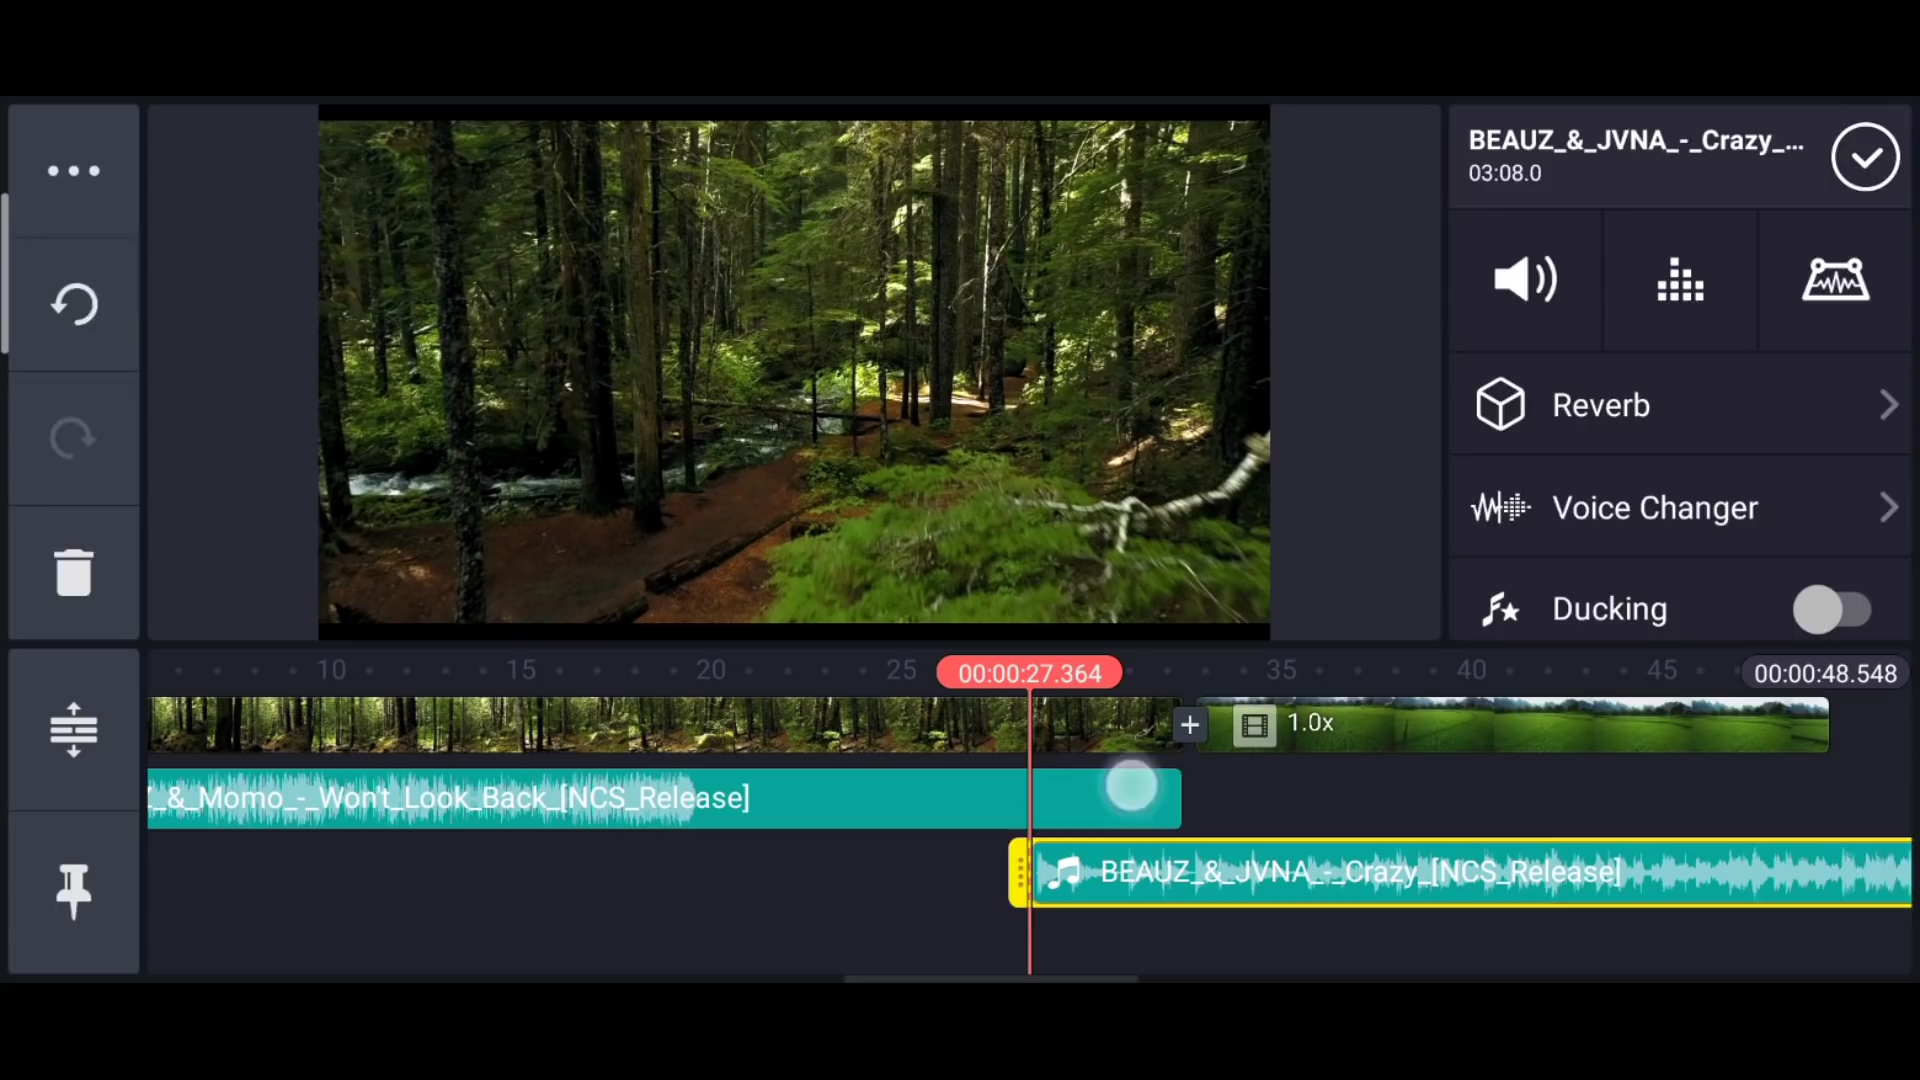 BEAUZ_&_JVNA_-_Crazy_...
03:08.0
Reverb
Voice Changer
Ducking
10
15
20
25
00:00:27.364
35
40
45
00:00:48.548
1.0x
_&_Momo_-_Won't_Look_Back_[NCS_Release]
BEAUZ_&_JVNA_-_Crazy_[NCS_Release]